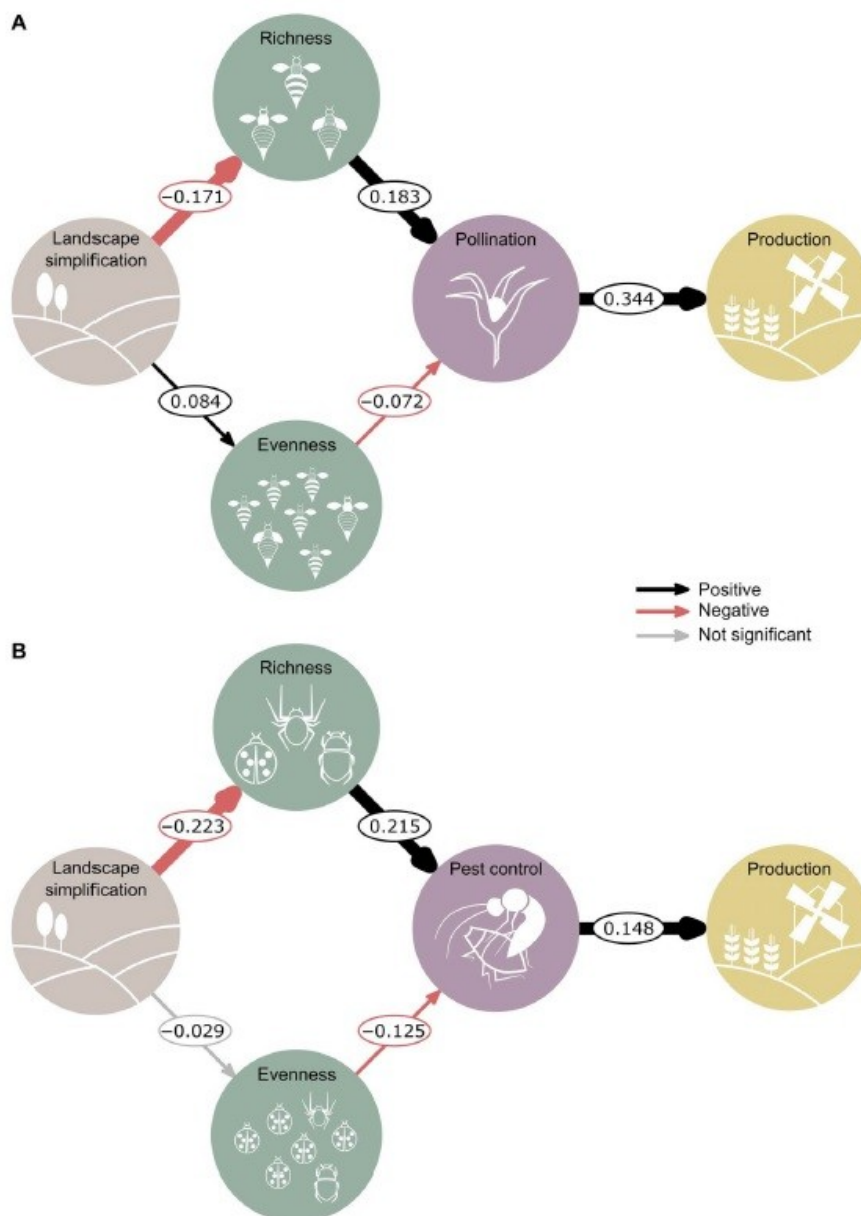 A
Richness
−0.171
0.183
Landscape
simplification
Pollination
Production
0.344
0.084
−0.072
Evenness
Positive
Negative
Not significant
B
Richness
−0.223
0.215
Landscape
simplification
Pest control
Production
0.148
−0.029
−0.125
Evenness